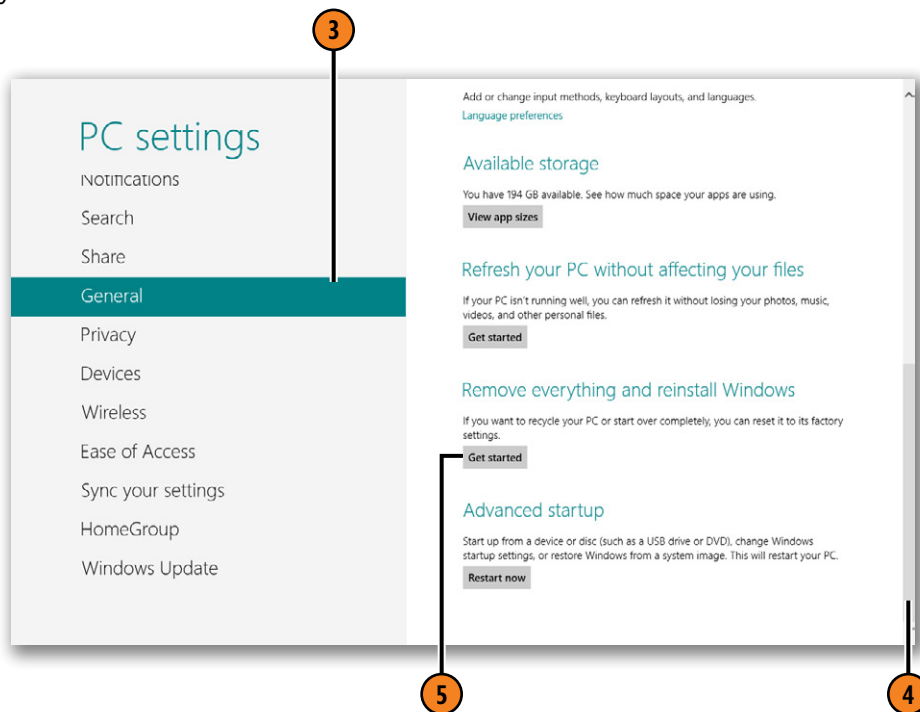 3
PC settings
Notifications
Search
Share
General
Privacy
Devices
Wireless
Ease of Access
Sync your settings
HomeGroup
Windows Update
Add or change input methods, keyboard layouts, and languages.
Language preferences
Available storage
You have 194 GB available. See how much space your apps are using.
View app sizes
Refresh your PC without affecting your files
If your PC isn't running well, you can refresh it without losing your photos, music,
videos, and other personal files.
Get started
Remove everything and reinstall Windows
If you want to recycle your PC or start over completely, you can reset it to its factory
settings.
Get started
Advanced startup
Start up from a device or disc (such as a USB drive or DVD), change Windows
startup settings, or restore Windows from a system image. This will restart your PC.
Restart now
5
4